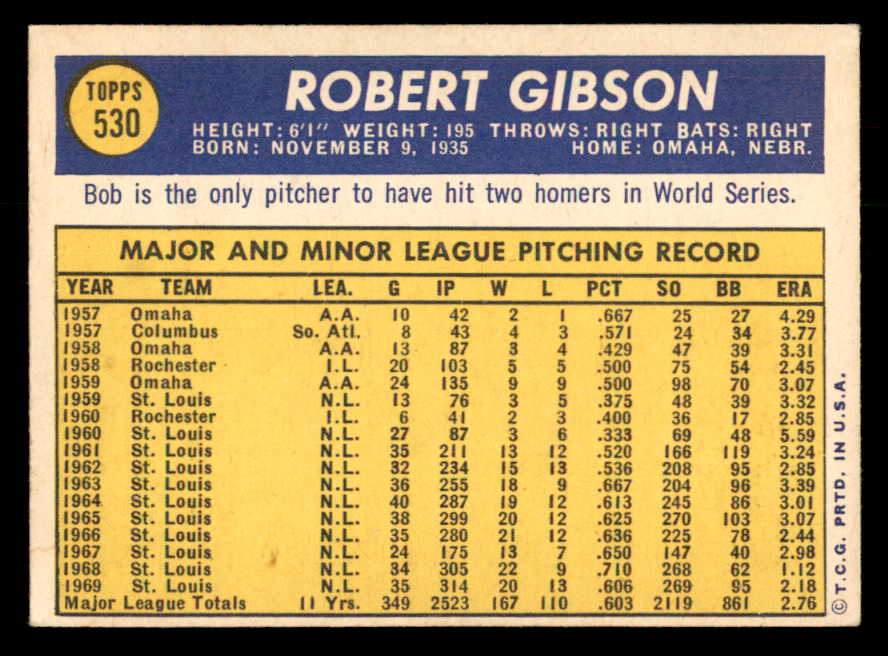 TOPPS
530
ROBERT GIBSON
HEIGHT: 6'1" WEIGHT: 195 THROWS: RIGHT BATS: RIGHT
BORN: NOVEMBER 9, 1935 HOME: OMAHA, NEBR.
Bob is the only pitcher to have hit two homers in World Series.
MAJOR AND MINOR LEAGUE PITCHING RECORD
YEAR TEAM LEA. G IP W L PCT SO BB ERA
1957 Omaha A.A. 10 42 2 1 .667 25 27 4.29
1957 Columbus So. Atl. 8 43 4 3 .571 24 34 3.77
1958 Omaha A.A. 13 87 3 4 .429 47 39 3.31
1958 Rochester I.L. 20 103 5 5 .500 75 54 2.45
1959 Omaha A.A. 24 135 9 9 .500 98 70 3.07
1959 St. Louis N.L. 13 76 3 5 .375 48 39 3.32
1960 Rochester I.L. 6 41 2 3 .400 36 17 2.85
1960 St. Louis N.L. 27 87 3 6 .333 69 48 5.59
1961 St. Louis N.L. 35 211 13 12 .520 166 119 3.24
1962 St. Louis N.L. 32 234 15 13 .536 208 95 2.85
1963 St. Louis N.L. 36 255 18 9 .667 204 96 3.39
1964 St. Louis N.L. 40 287 19 12 .613 245 86 3.01
1965 St. Louis N.L. 38 299 20 12 .625 270 103 3.07
1966 St. Louis N.L. 35 280 21 12 .636 225 78 2.44
1967 St. Louis N.L. 24 175 13 7 .650 147 40 2.98
1968 St. Louis N.L. 34 305 22 9 .710 268 62 1.12
1969 St. Louis N.L. 35 314 20 13 .606 269 95 2.18
Major League Totals 11 Yrs. 349 2523 167 110 .603 2119 861 2.76
© T.C.G. PRTD. IN U.S.A.